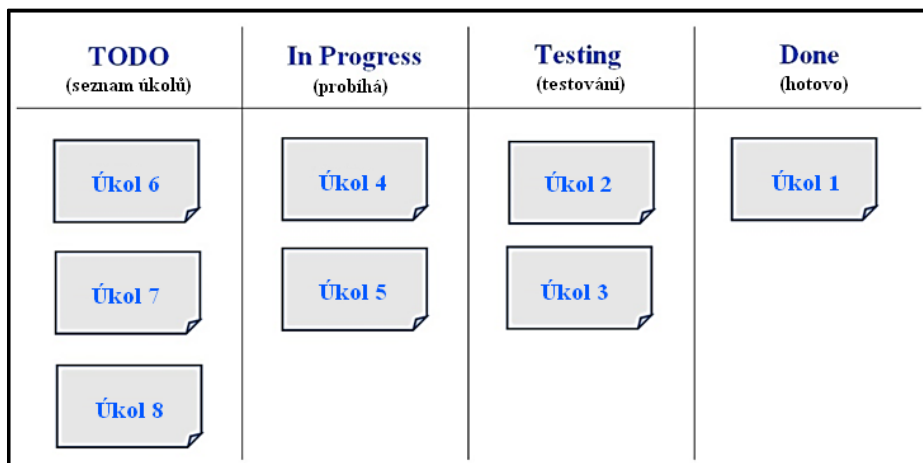 TODO
(seznam úkolů)
In Progress
(probíhá)
Testing
(testování)
Done
(hotovo)
Úkol 6
Úkol 4
Úkol 2
Úkol 1
Úkol 7
Úkol 5
Úkol 3
Úkol 8